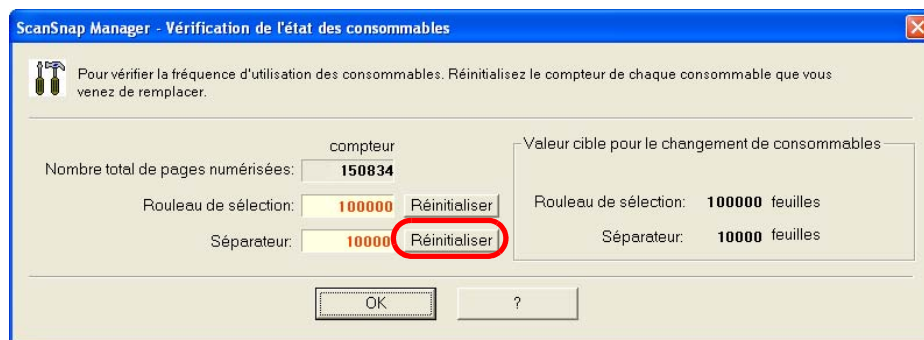 ScanSnap Manager - Vérification de l'état des consommables
Pour vérifier la fréquence d'utilisation des consommables. Réinitialisez le compteur de chaque consommable que vous
venez de remplacer.
compteur
Valeur cible pour le changement de consommables
Nombre total de pages numérisées: 150834
Rouleau de sélection: 100000 Réinitialiser
Rouleau de sélection: 100000 feuilles
Séparateur: 10000 Réinitialiser
Séparateur: 10000 feuilles
OK
?